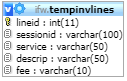 ifw.tempinvlines
lineid : int(11)
sessionid : varchar(100)
service : varchar(50)
descrip : varchar(50)
fee : varchar(10)